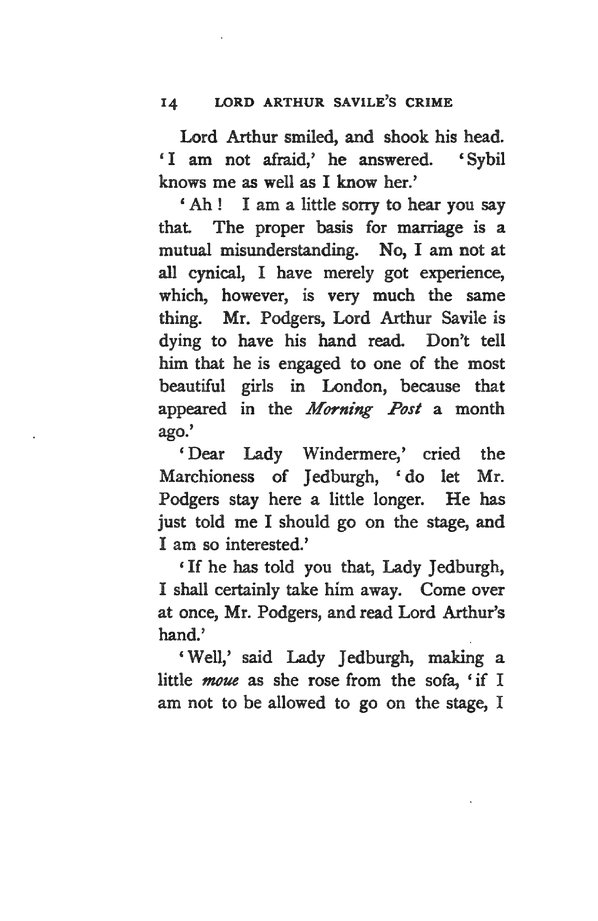 14 LORD ARTHUR SAVILE'S CRIME
Lord Arthur smiled, and shook his head.
‘I am not afraid,’ he answered. ‘Sybil
knows me as well as I know her.’
‘Ah! I am a little sorry to hear you say
that. The proper basis for marriage is a
mutual misunderstanding. No, I am not at
all cynical, I have merely got experience,
which, however, is very much the same
thing. Mr. Podgers, Lord Arthur Savile is
dying to have his hand read. Don’t tell
him that he is engaged to one of the most
beautiful girls in London, because that
appeared in the Morning Post a month
ago.’
‘Dear Lady Windermere,’ cried the
Marchioness of Jedburgh, ‘do let Mr.
Podgers stay here a little longer. He has
just told me I should go on the stage, and
I am so interested.’
‘If he has told you that, Lady Jedburgh,
I shall certainly take him away. Come over
at once, Mr. Podgers, and read Lord Arthur’s
hand.’
‘Well,’ said Lady Jedburgh, making a
little moue as she rose from the sofa, ‘if I
am not to be allowed to go on the stage, I